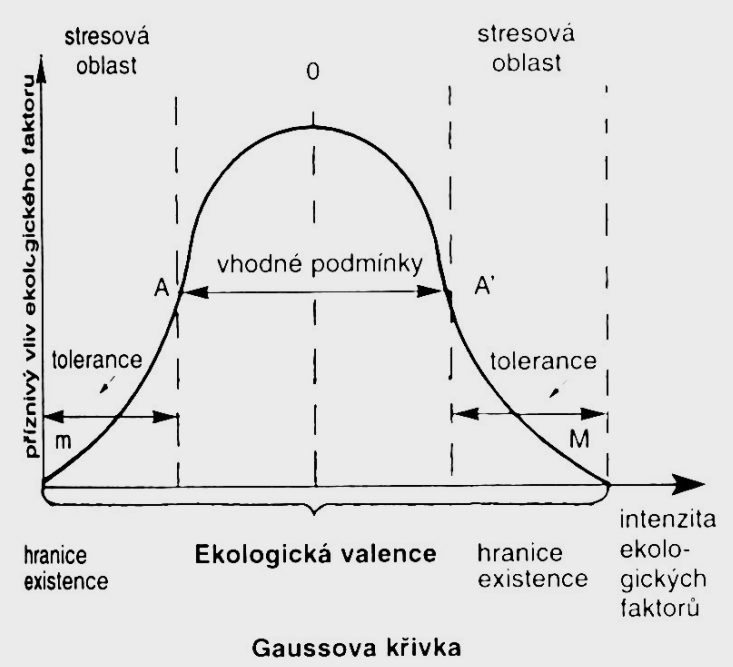 stresová
oblast
0
stresová
oblast
příznivý vliv ekologického faktoru
vhodné podmínky
A
A'
tolerance
tolerance
m
M
hranice
existence
Ekologická valence
hranice
existence
intenzita
ekolo-
gických
faktorů
Gaussova křivka